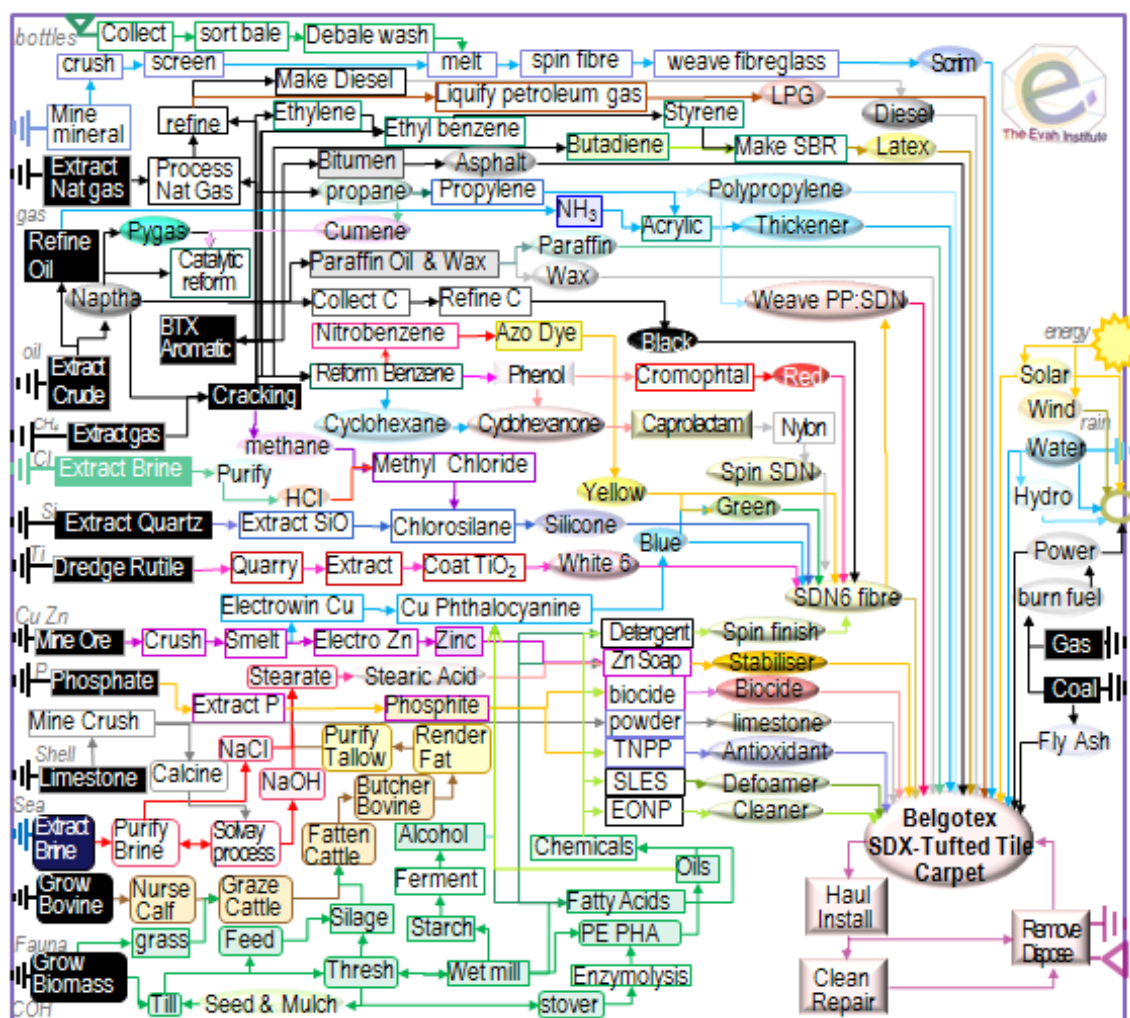 bottles
Collect
sort bale
Debale wash
crush
screen
melt
spin fibre
weave fibreglass
Scrim
Make Diesel
Liquify petroleum gas
LPG
Diesel
The Evah Institute
Mine
mineral
refine
Ethylene
Ethyl benzene
Styrene
Butadiene
Make SBR
Latex
Extract
Nat gas
Process
Nat Gas
Bitumen
Asphalt
propane
Propylene
Polypropylene
gas
NH3
Acrylic
Thickener
Refine
Oil
Pygas
Cumene
Catalytic
reform
Paraffin Oil & Wax
Paraffin
Wax
Naptha
Collect C
Refine C
Weave PP:SDN
BTX
Aromatic
Nitrobenzene
Azo Dye
Black
energy
oil
Extract
Crude
Cracking
Reform Benzene
Phenol
Cromophtal
Red
Solar
Wind
rain
CH4
Extract gas
Cyclohexane
Cyclohexanone
Caprolactam
Nylon
Water
Cl
Extract Brine
Purify
methane
HCl
Methyl Chloride
Spin SDN
Hydro
Yellow
Green
Si
Extract Quartz
Extract SiO
Chlorosilane
Silicone
Blue
Power
Ti
Dredge Rutile
Quarry
Extract
Coat TiO2
White 6
SDN6 fibre
burn fuel
Electrowin Cu
Cu Phthalocyanine
Cu Zn
Mine Ore
Crush
Smelt
Electro Zn
Zinc
Detergent
Spin finish
Gas
P
Phosphate
Stearate
Stearic Acid
Zn Soap
Stabiliser
Coal
Extract P
Phosphite
biocide
Biocide
Mine Crush
powder
limestone
Fly Ash
Shell
Limestone
Calcine
NaCl
NaOH
Purify
Tallow
Render
Fat
TNPP
Antioxidant
Butcher
Bovine
SLES
Defoamer
EONP
Cleaner
Sea
Extract
Brine
Purify
Brine
Solvay
process
Fatten
Cattle
Alcohol
Chemicals
Oils
Belgotex
SDX-Tufted Tile
Carpet
Grow
Bovine
Nurse
Calf
Graze
Cattle
Ferment
Fatty Acids
Haul
Install
Silage
Starch
PE PHA
Remove
Dispose
Fauna
grass
Feed
Grow
Biomass
Till
Seed & Mulch
Thresh
Wet mill
Enzymolysis
stover
Clean
Repair
COH